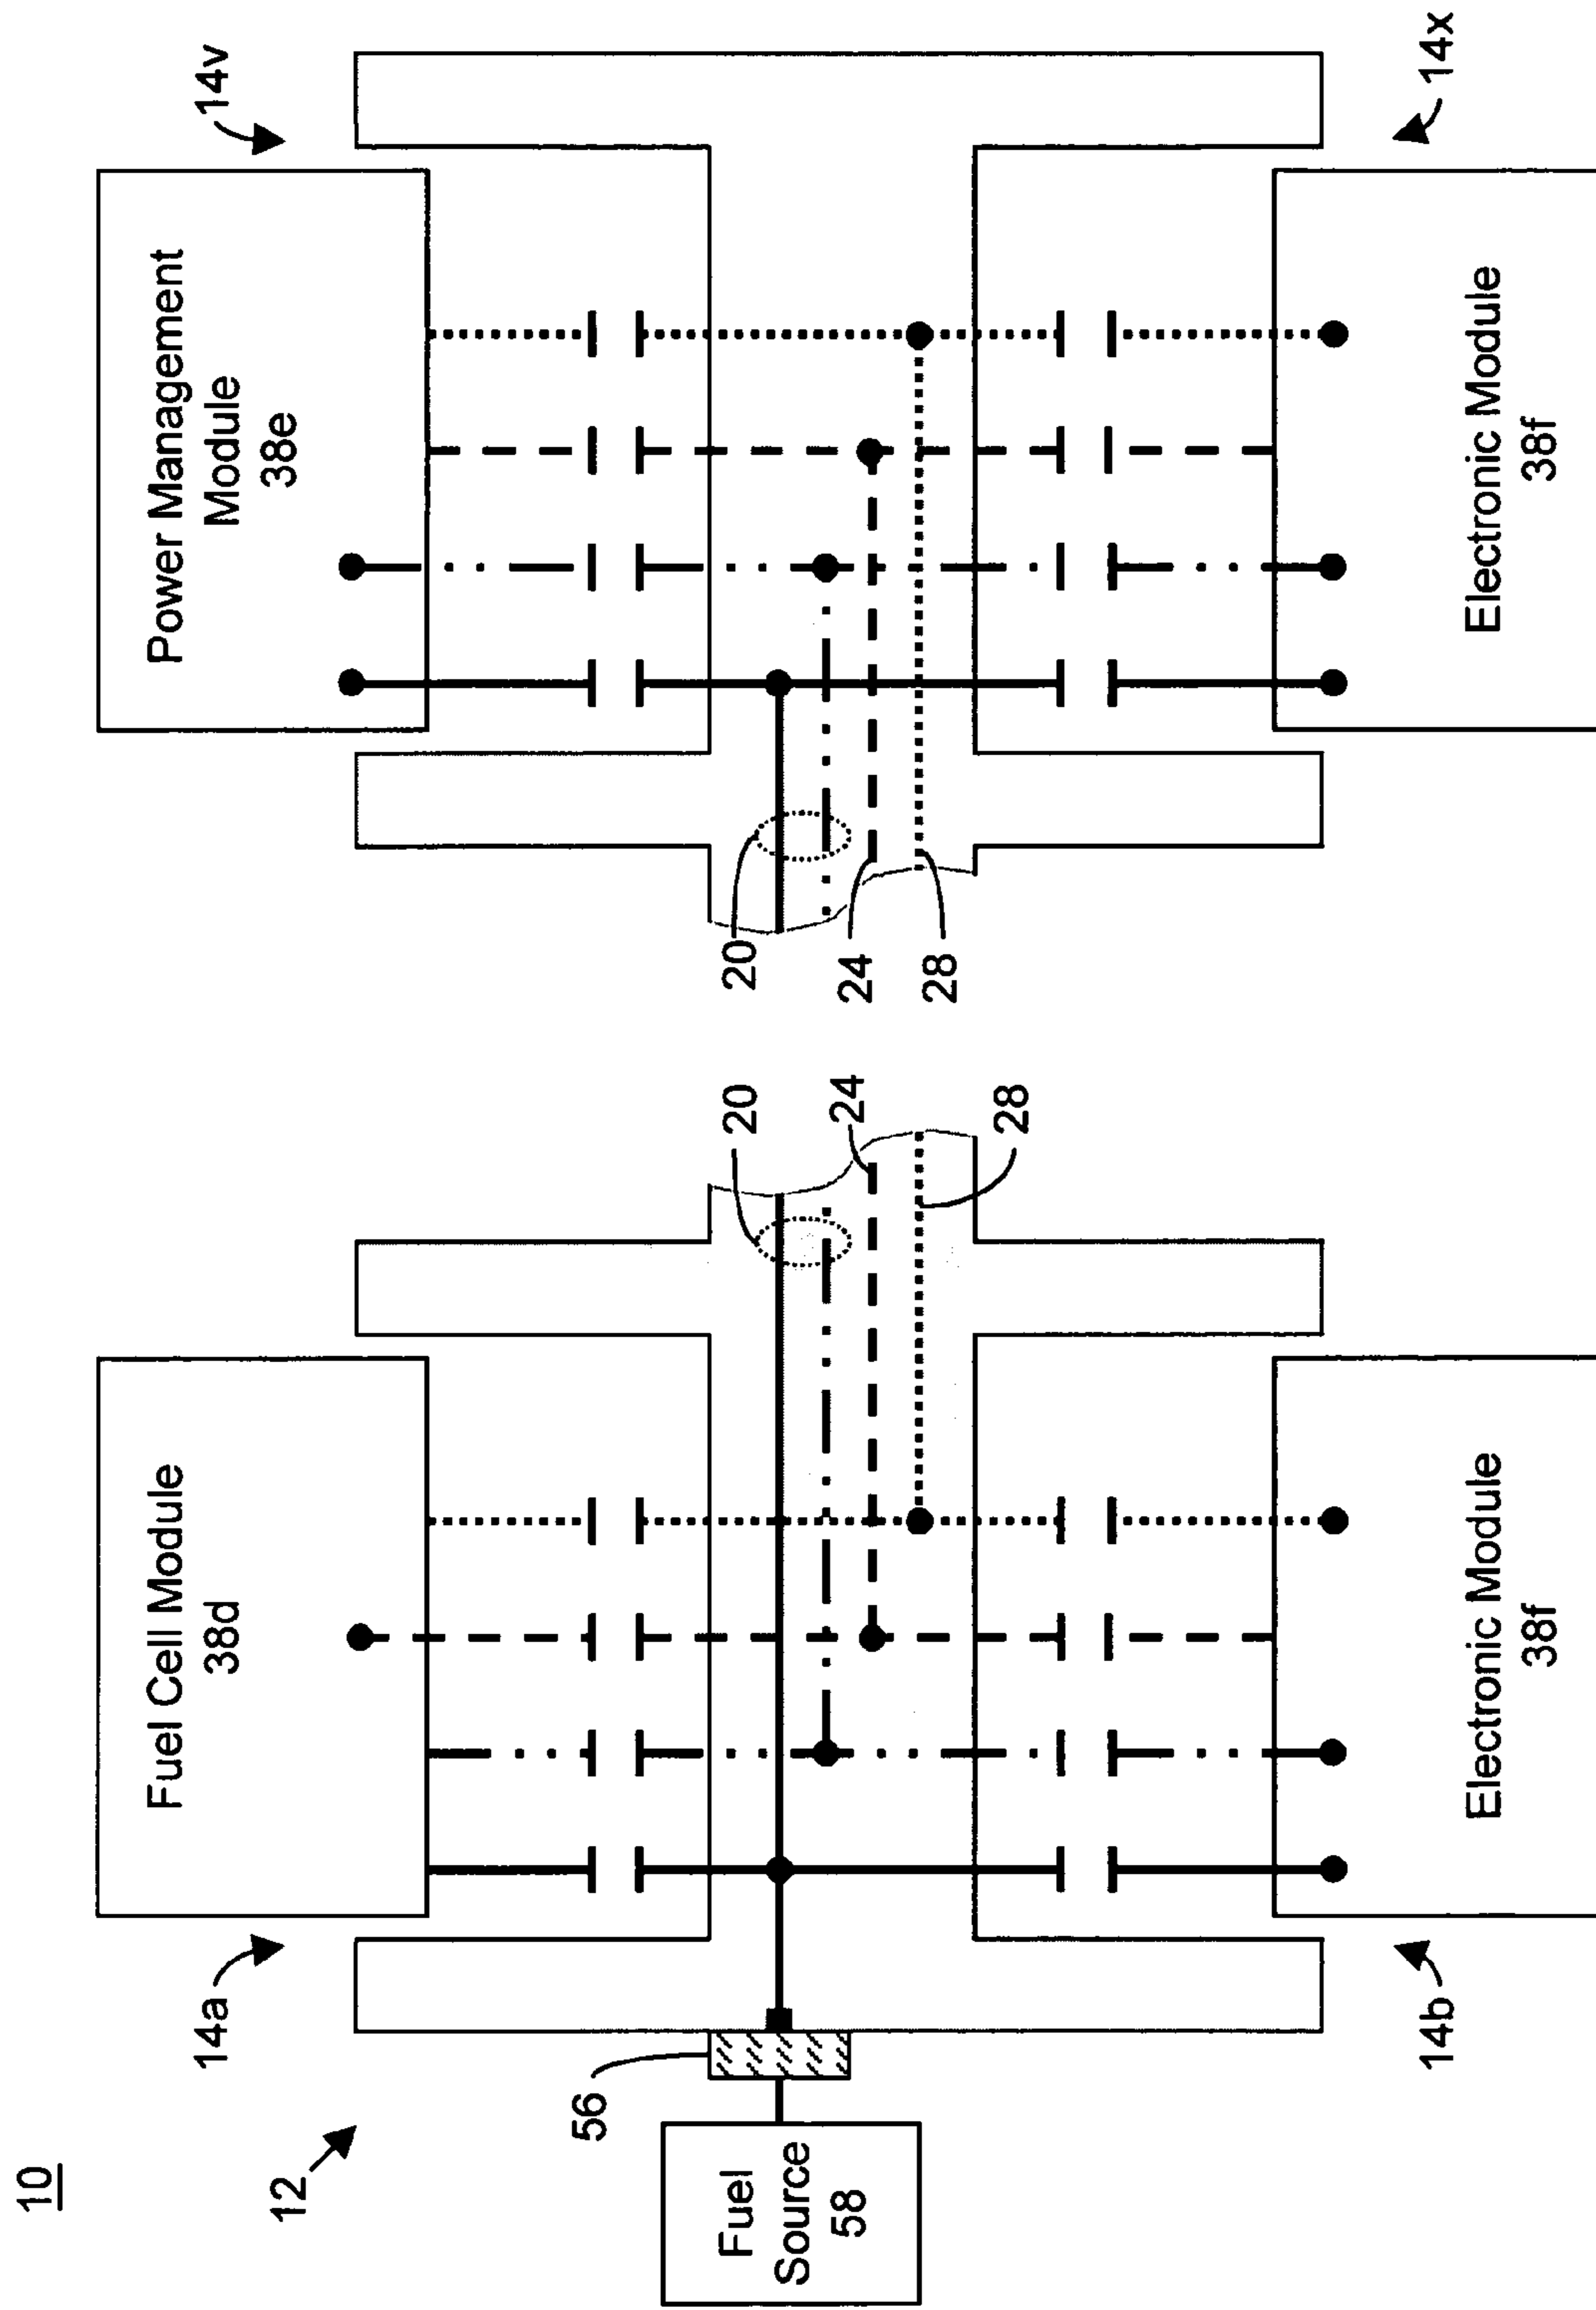 10
12
14a
14v
Fuel Cell Module
38d
Power Management
Module
38e
56
Fuel
Source
58
20
24
28
20
24
28
14b
14x
Electronic Module
38f
Electronic Module
38f